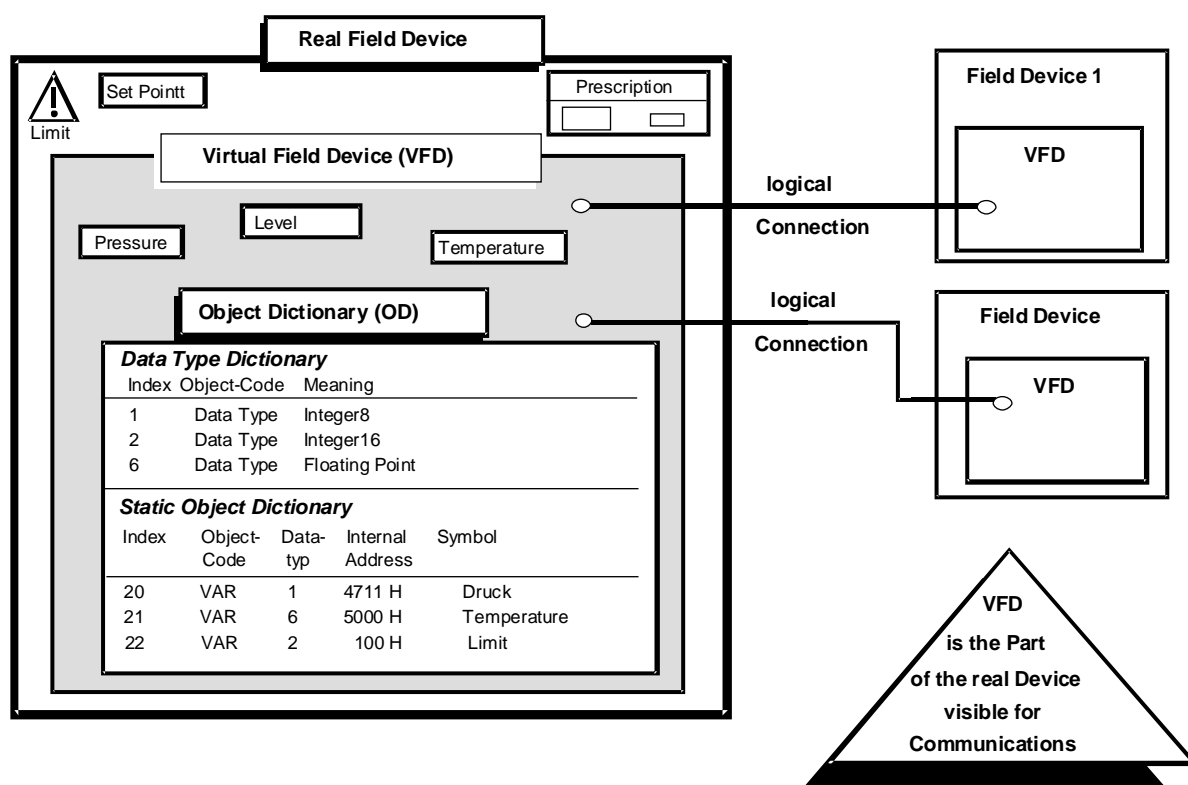 Real Field Device
Set Pointt
Limit
Prescription
Virtual Field Device (VFD)
Pressure
Level
Temperature
Object Dictionary (OD)
Data Type Dictionary
Index Object-Code Meaning
1 Data Type Integer8
2 Data Type Integer16
6 Data Type Floating Point
Static Object Dictionary
Index Object- Data- Internal Symbol
Code typ Address
20 VAR 1 4711 H Druck
21 VAR 6 5000 H Temperature
22 VAR 2 100 H Limit
logical
Connection
logical
Connection
Field Device 1
VFD
Field Device
VFD
VFD
is the Part
of the real Device
visible for
Communications